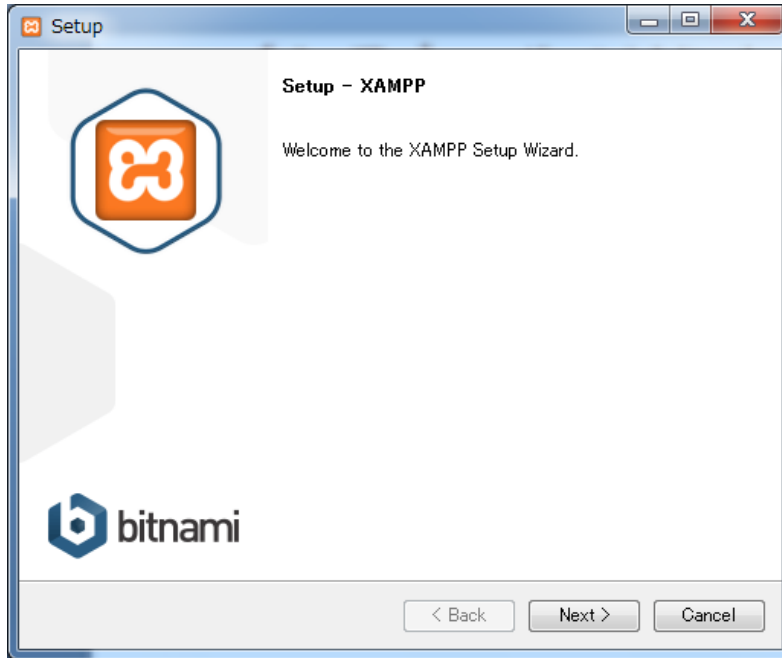 Setup
Setup - XAMPP
Welcome to the XAMPP Setup Wizard.
bitnami
< Back
Next >
Cancel